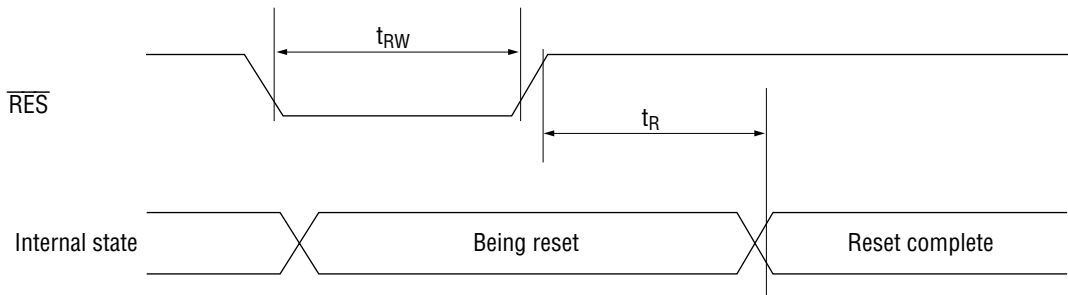 tRW
RES
tR
Internal state
Being reset
Reset complete